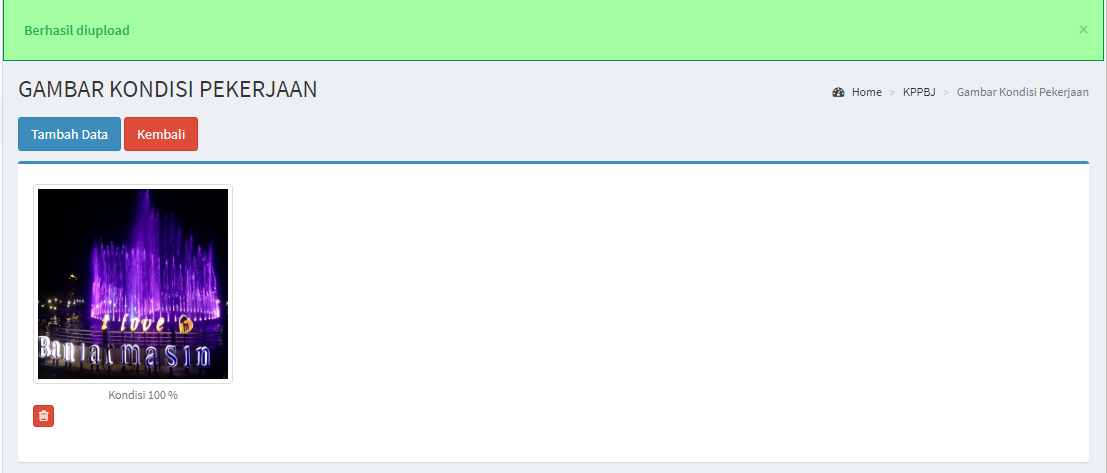 Berhasil diupload
×
GAMBAR KONDISI PEKERJAAN
Home > KPPBJ > Gambar Kondisi Pekerjaan
Tambah Data
Kembali
I love
Banjarmasin
Kondisi 100 %